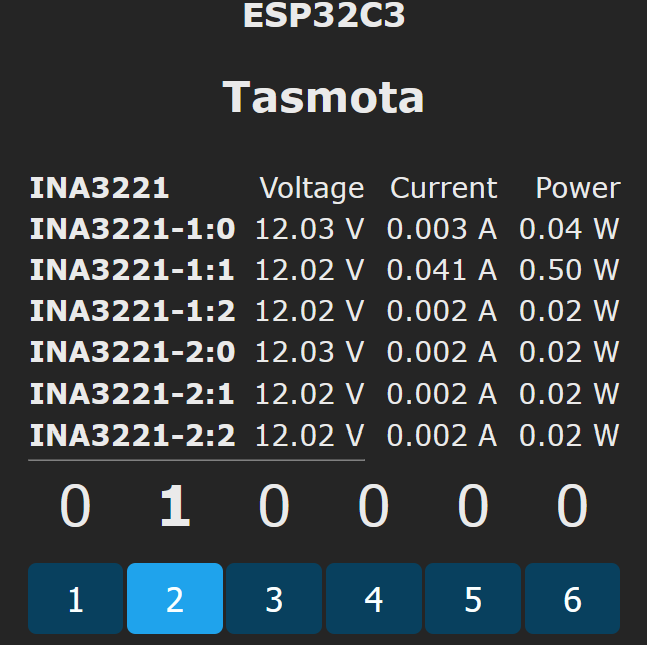 ESP32C3
Tasmota
INA3221 Voltage Current Power
INA3221-1:0 12.03 V 0.003 A 0.04 W
INA3221-1:1 12.02 V 0.041 A 0.50 W
INA3221-1:2 12.02 V 0.002 A 0.02 W
INA3221-2:0 12.03 V 0.002 A 0.02 W
INA3221-2:1 12.02 V 0.002 A 0.02 W
INA3221-2:2 12.02 V 0.002 A 0.02 W
0 1 0 0 0 0
1 2 3 4 5 6